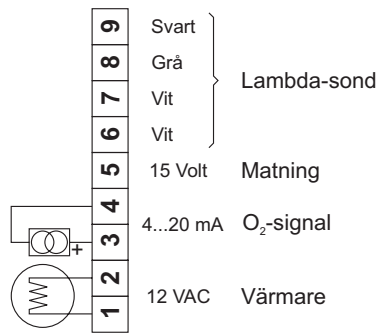 9 Svart
8 Grå
Lambda-sond
7 Vit
6 Vit
5 15 Volt Matning
4
4...20 mA O₂-signal
3 +
2
12 VAC Värmare
1